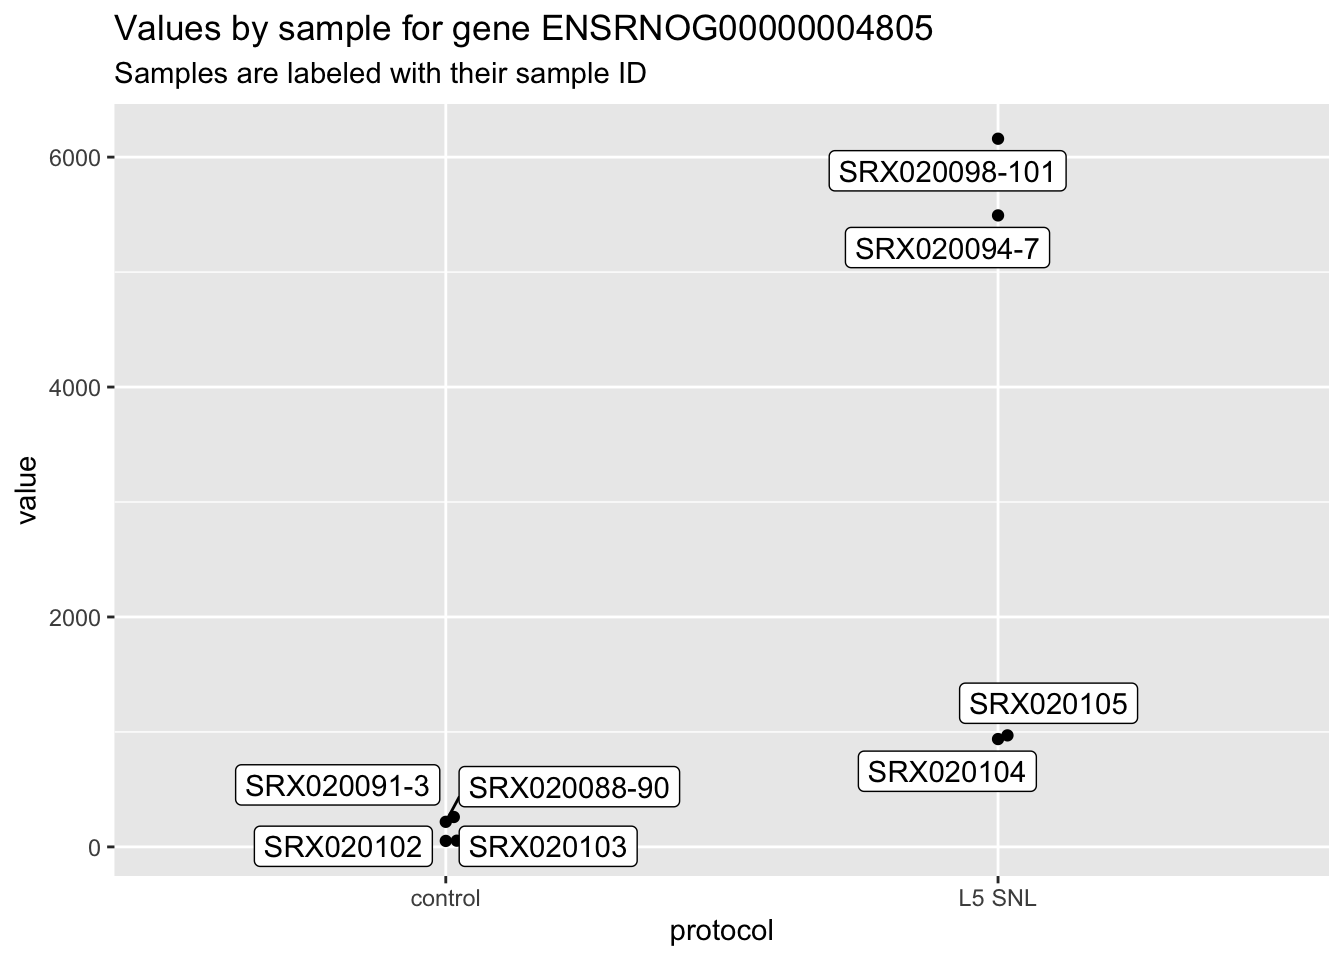 Values by sample for gene ENSRNOG00000004805
Samples are labeled with their sample ID
value
6000
4000
2000
0
SRX020098-101
SRX020094-7
SRX020105
SRX020104
SRX020091-3
SRX020088-90
SRX020102
SRX020103
control
L5 SNL
protocol